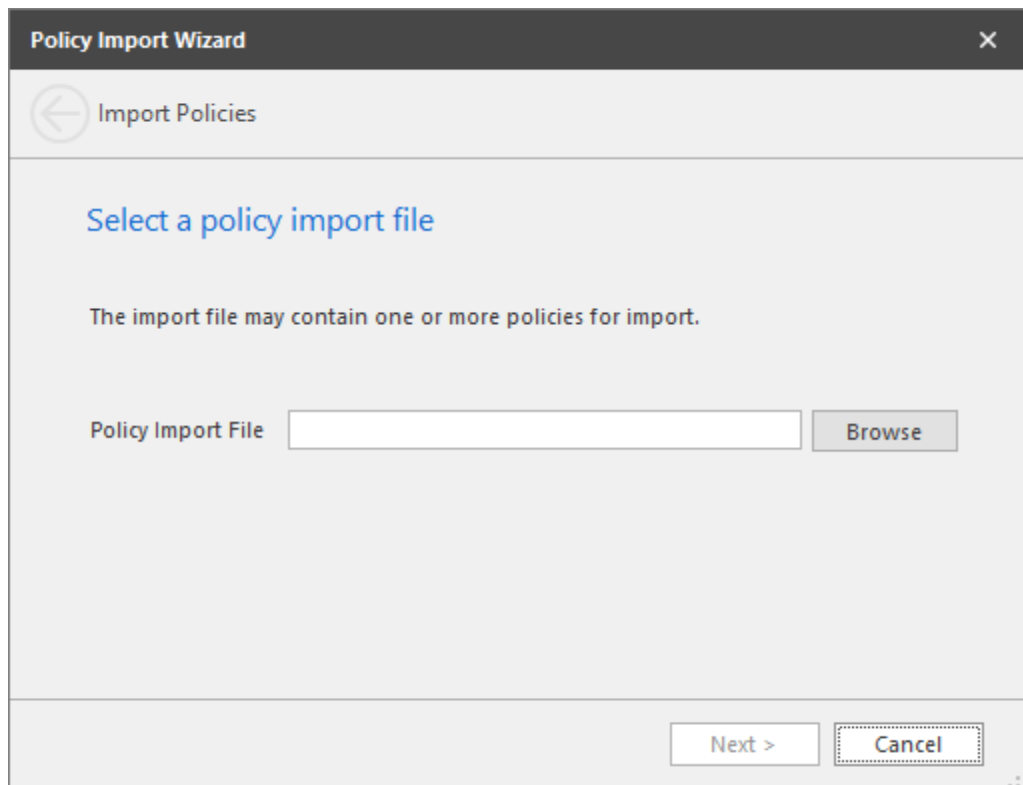 Policy Import Wizard
Import Policies
Select a policy import file
The import file may contain one or more policies for import.
Policy Import File
Browse
Next >
Cancel